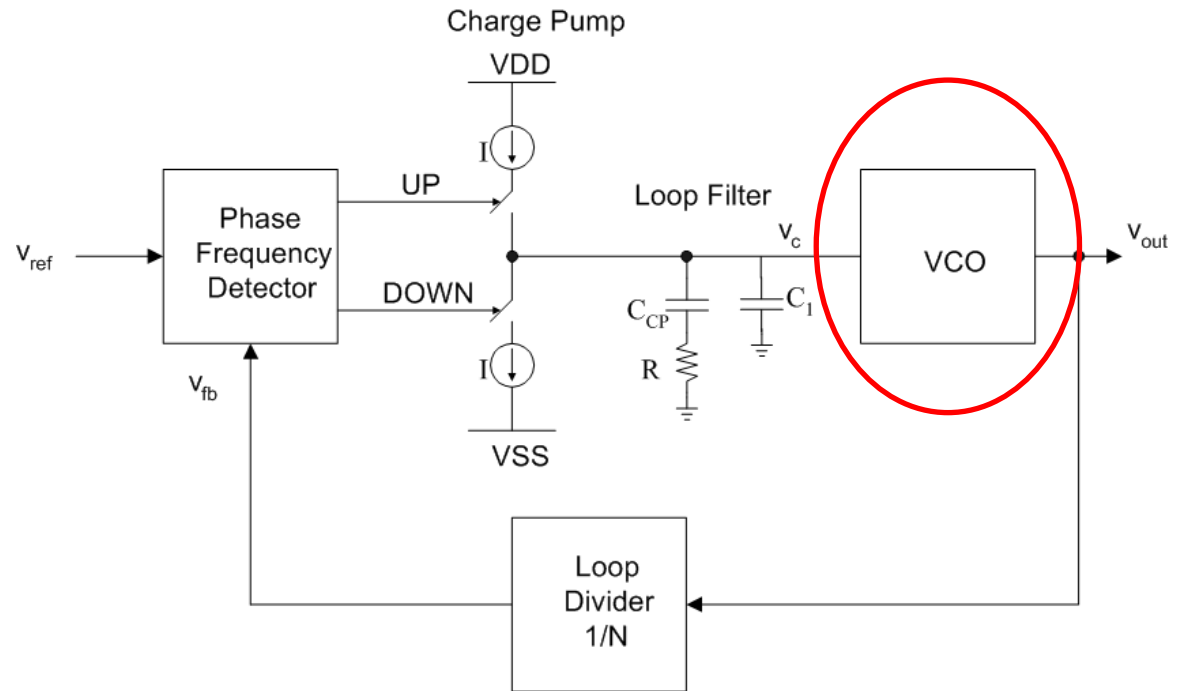 Charge Pump
VDD
I
UP
Phase
Frequency
Detector
v_ref
DOWN
Loop Filter
v_c
VCO
v_out
C_CP
C_1
R
I
v_fb
VSS
Loop
Divider
1/N